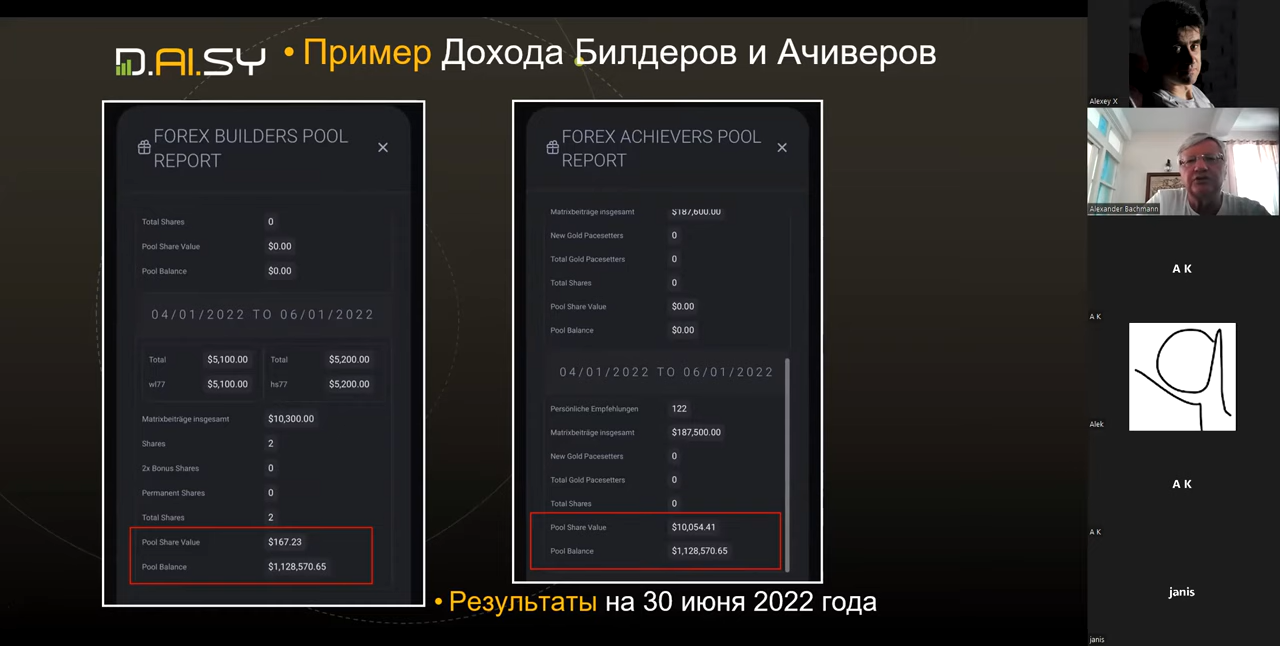 D.AI.SY
• Пример Дохода Билдеров и Ачиверов
FOREX BUILDERS POOL
REPORT
Total Shares 0
Pool Share Value $0.00
Pool Balance $0.00
04/01/2022 TO 06/01/2022
Total $5,100.00 Total $5,200.00
wl77 $5,100.00 hs77 $5,200.00
Matrixbeiträge insgesamt $10,300.00
Shares 2
2x Bonus Shares 0
Permanent Shares 0
Total Shares 2
Pool Share Value $167.23
Pool Balance $1,128,570.65
FOREX ACHIEVERS POOL
REPORT
Matrixbeiträge insgesamt $187,600.00
New Gold Pacesetters 0
Total Gold Pacesetters 0
Total Shares 0
Pool Share Value $0.00
Pool Balance $0.00
04/01/2022 TO 06/01/2022
Persönliche Empfehlungen 122
Matrixbeiträge insgesamt $187,500.00
New Gold Pacesetters 0
Total Gold Pacesetters 0
Total Shares 0
Pool Share Value $10,054.41
Pool Balance $1,128,570.65
• Результаты на 30 июня 2022 года
Alexey X
Alexander Bachmann
A K
A K
Alek
A K
A K
janis
janis